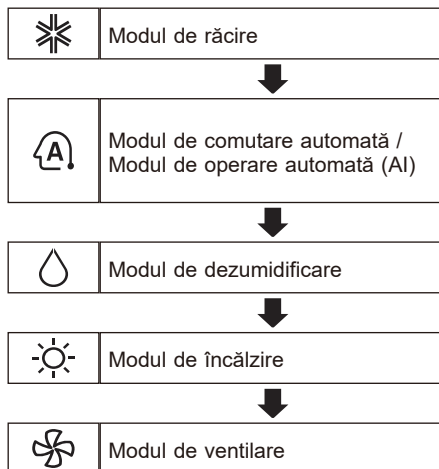 Modul de răcire
A
Modul de comutare automată /
Modul de operare automată (AI)
Modul de dezumidificare
Modul de încălzire
Modul de ventilare